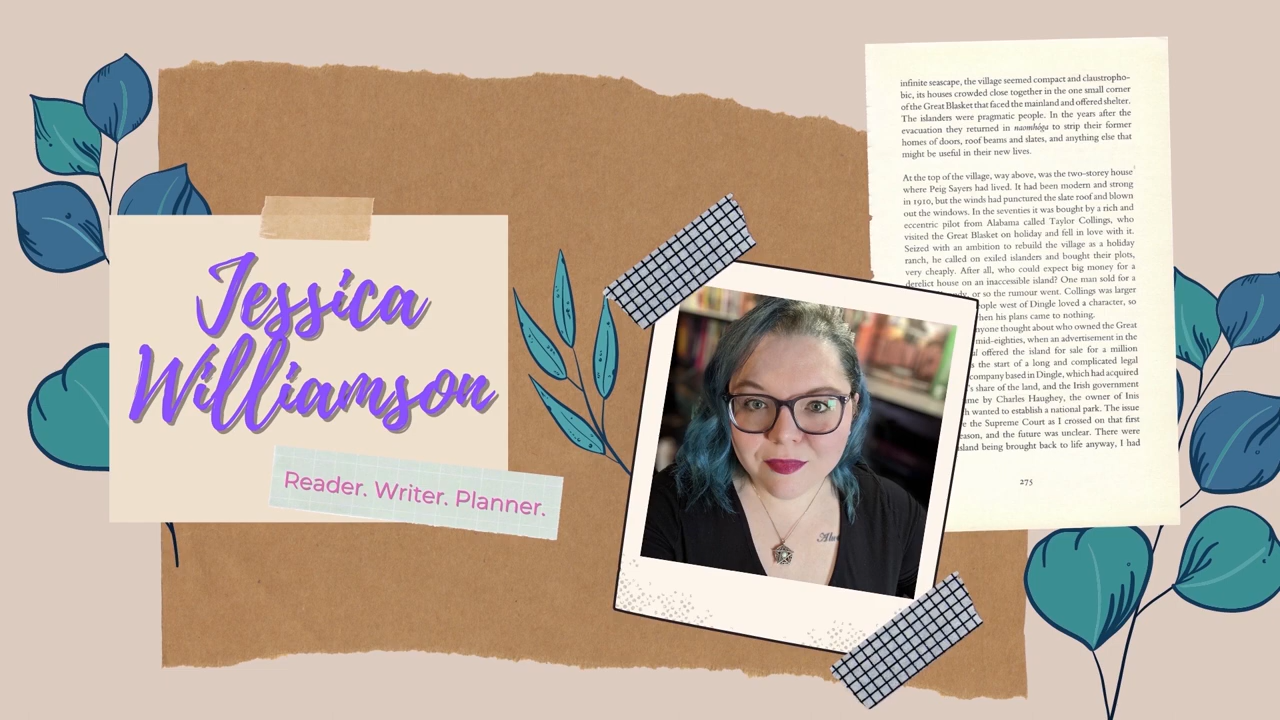 Jessica
Williamson
Reader. Writer. Planner.
infinite seascape, the village seemed compact and claustropho-
bic, its houses crowded close together in the one small corner
of the Great Blasket that faced the mainland and offered shelter.
The islanders were pragmatic people. In the years after the
evacuation they returned in naomhóga to strip their former
homes of doors, roof beams and slates, and anything else that
might be useful in their new lives.
At the top of the village, way above, was the two-storey house
where Peig Sayers had lived. It had been modern and strong
in 1910, but the winds had punctured the slate roof and blown
out the windows. In the seventies it was bought by a rich and
eccentric pilot from Alabama called Taylor Collings, who
visited the Great Blasket on holiday and fell in love with it.
Seized with an ambition to rebuild the village as a holiday
ranch, he called on exiled islanders and bought their plots,
very cheaply. After all, who could expect big money for a
derelict house on an inaccessible island? One man sold for a
or so the rumour went. Collings was larger
people west of Dingle loved a character, so
when his plans came to nothing.
anyone thought about who owned the Great
mid-eighties, when an advertisement in the
offered the island for sale for a million
the start of a long and complicated legal
company based in Dingle, which had acquired
share of the land, and the Irish government
by Charles Haughey, the owner of Inis
wanted to establish a national park. The issue
the Supreme Court as I crossed on that first
and the future was unclear. There were
island being brought back to life anyway, I had
275